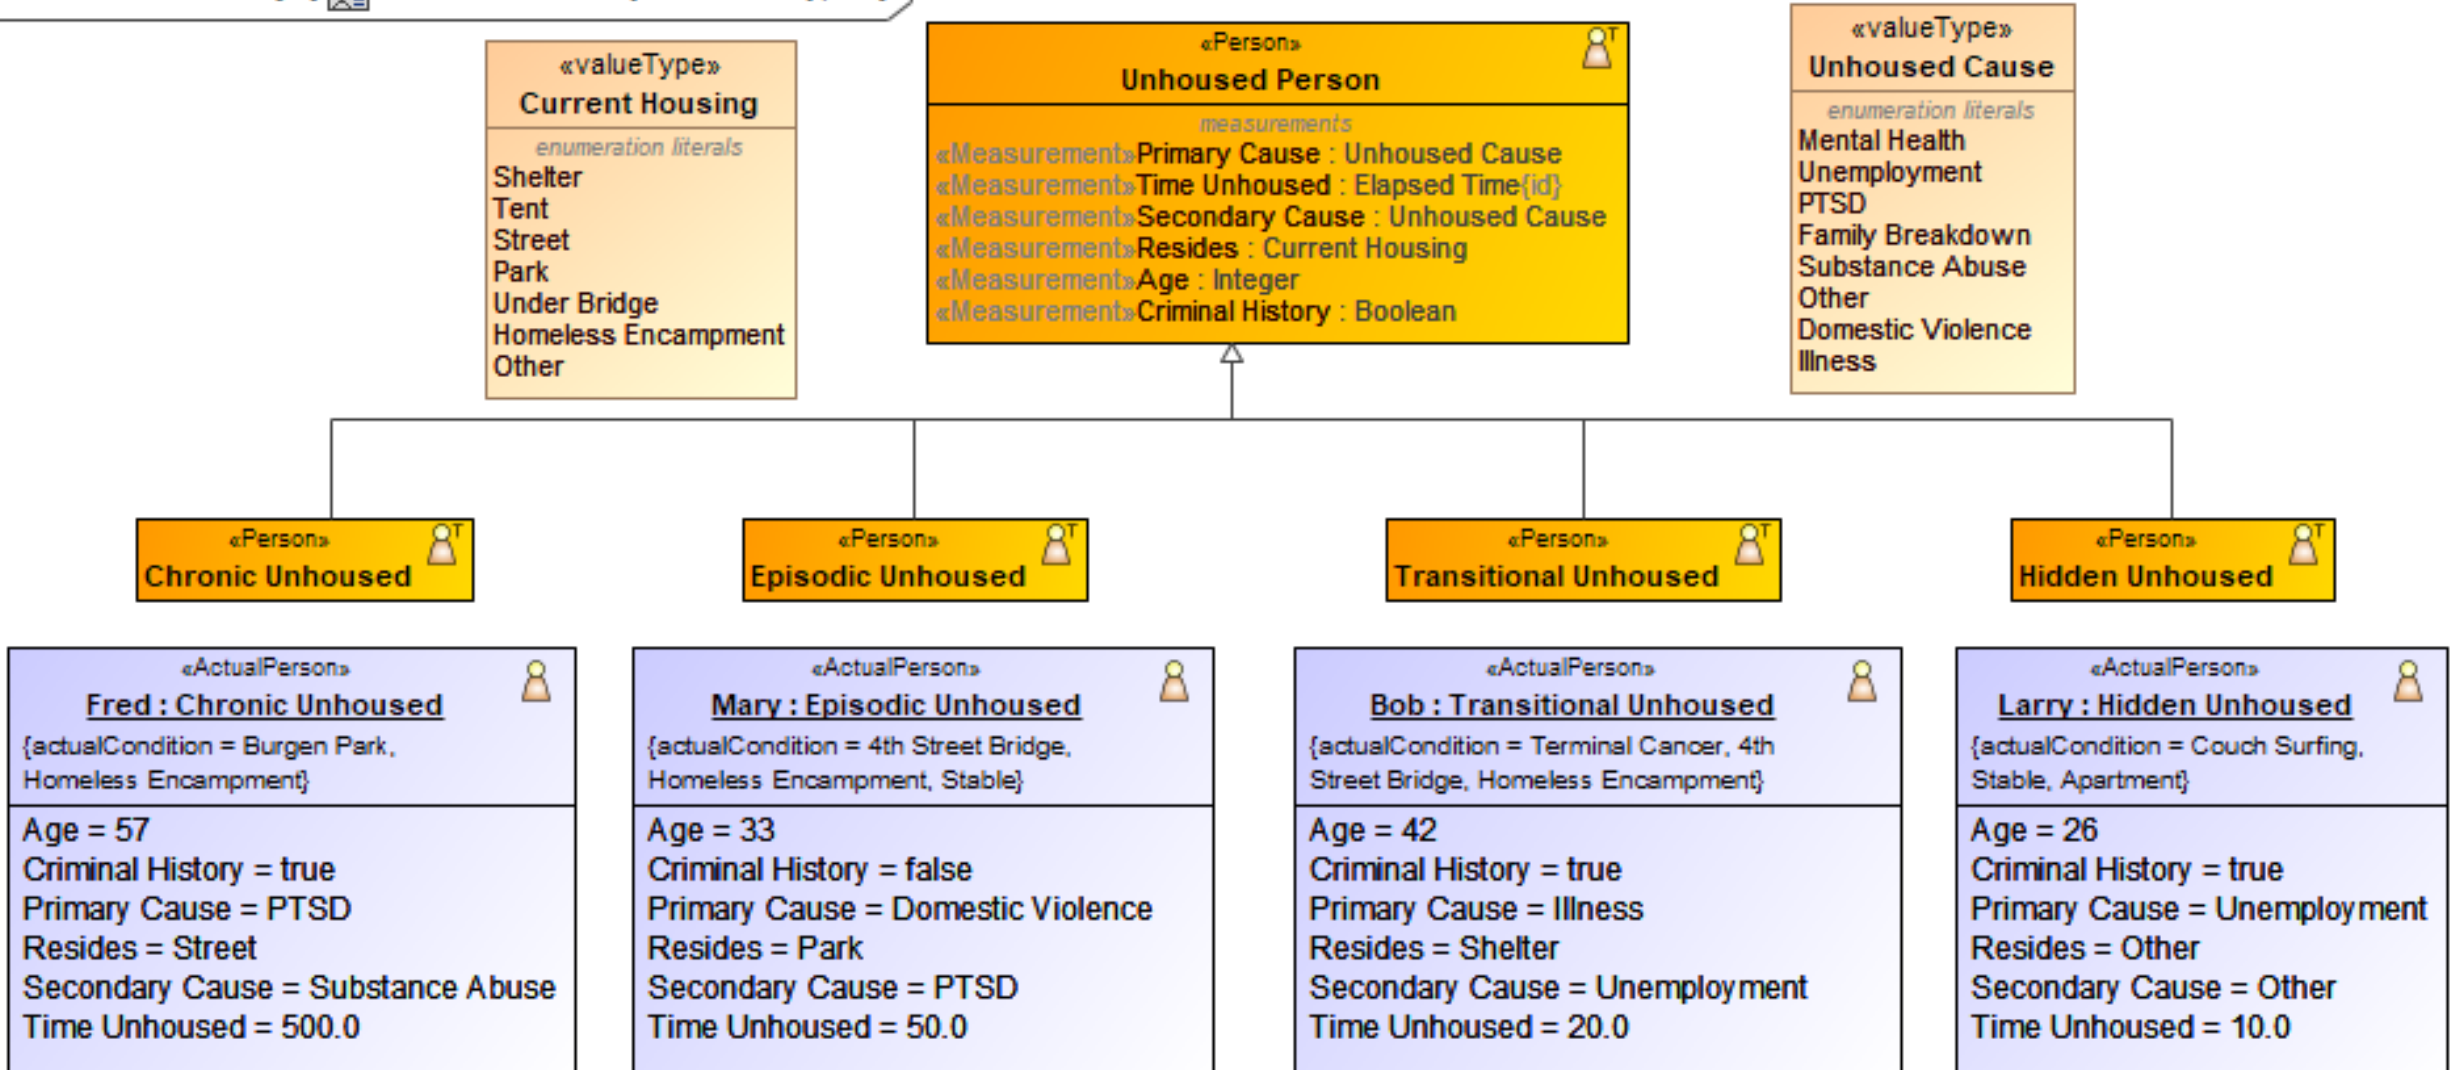 «valueType»
Current Housing
enumeration literals
Shelter
Tent
Street
Park
Under Bridge
Homeless Encampment
Other
«Person»
Unhoused Person
measurements
«Measurement»Primary Cause : Unhoused Cause
«Measurement»Time Unhoused : Elapsed Time{id}
«Measurement»Secondary Cause : Unhoused Cause
«Measurement»Resides : Current Housing
«Measurement»Age : Integer
«Measurement»Criminal History : Boolean
«valueType»
Unhoused Cause
enumeration literals
Mental Health
Unemployment
PTSD
Family Breakdown
Substance Abuse
Other
Domestic Violence
Illness
«Person»
Chronic Unhoused
«Person»
Episodic Unhoused
«Person»
Transitional Unhoused
«Person»
Hidden Unhoused
«ActualPerson»
Fred : Chronic Unhoused
{actualCondition = Burgen Park,
Homeless Encampment}
Age = 57
Criminal History = true
Primary Cause = PTSD
Resides = Street
Secondary Cause = Substance Abuse
Time Unhoused = 500.0
«ActualPerson»
Mary : Episodic Unhoused
{actualCondition = 4th Street Bridge,
Homeless Encampment, Stable}
Age = 33
Criminal History = false
Primary Cause = Domestic Violence
Resides = Park
Secondary Cause = PTSD
Time Unhoused = 50.0
«ActualPerson»
Bob : Transitional Unhoused
{actualCondition = Terminal Cancer, 4th
Street Bridge, Homeless Encampment}
Age = 42
Criminal History = true
Primary Cause = Illness
Resides = Shelter
Secondary Cause = Unemployment
Time Unhoused = 20.0
«ActualPerson»
Larry : Hidden Unhoused
{actualCondition = Couch Surfing,
Stable, Apartment}
Age = 26
Criminal History = true
Primary Cause = Unemployment
Resides = Other
Secondary Cause = Other
Time Unhoused = 10.0